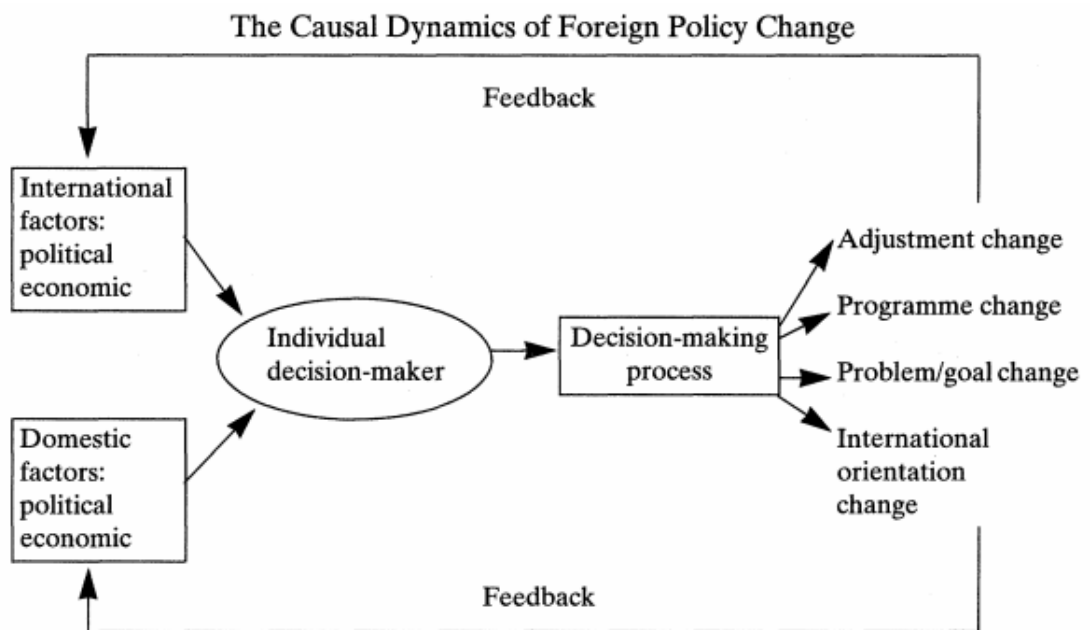 The Causal Dynamics of Foreign Policy Change
Feedback
International
factors:
political
economic
Individual
decision-maker
Decision-making
process
Adjustment change
Programme change
Problem/goal change
International
orientation
change
Domestic
factors:
political
economic
Feedback